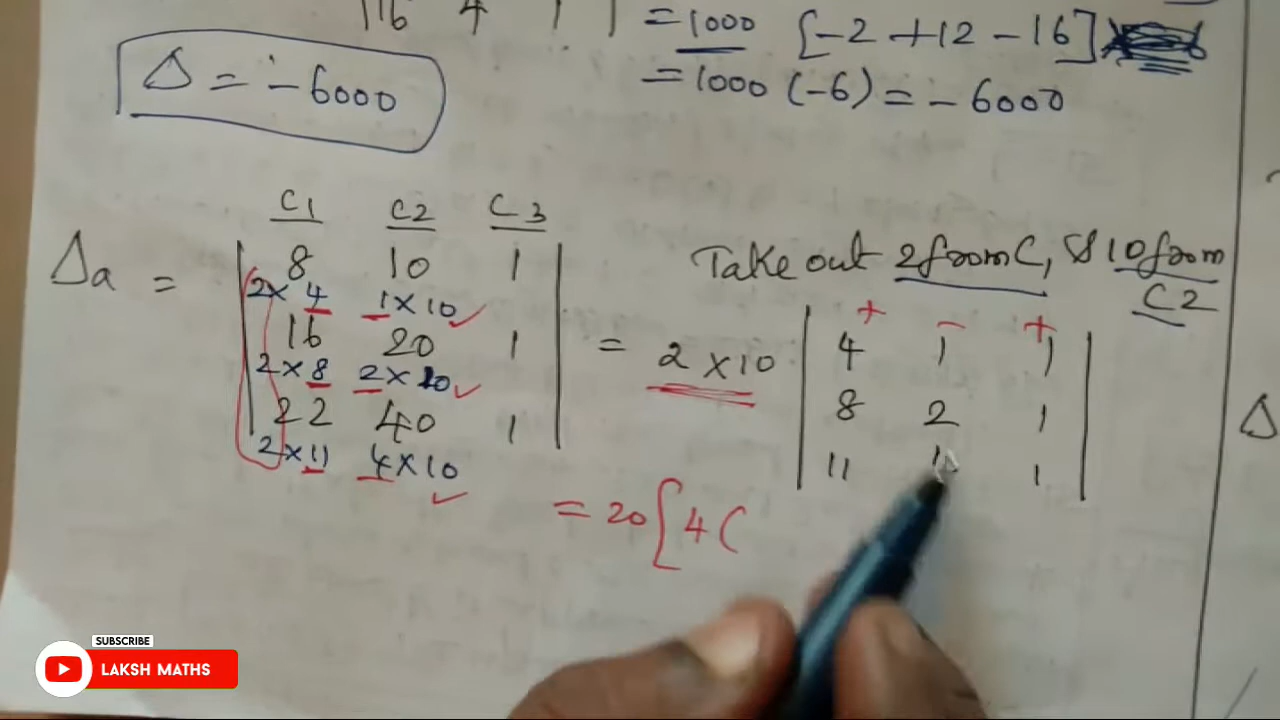 116 4 1 | = 1000 [-2 +12 -16]
Δ = -6000
= 1000 (-6) = -6000
C1 C2 C3
Δa = | 8 10 1 |
2×4 1×10 ✓
16 20 1
2×8 2×10 ✓
22 40 1
2×11 4×10 ✓
Take out 2 from C1 & 10 from C2
= 2×10 | 4 1 1 |
+ - +
8 2 1
11 1
= 20 [ 4 (
Δ
SUBSCRIBE
LAKSH MATHS